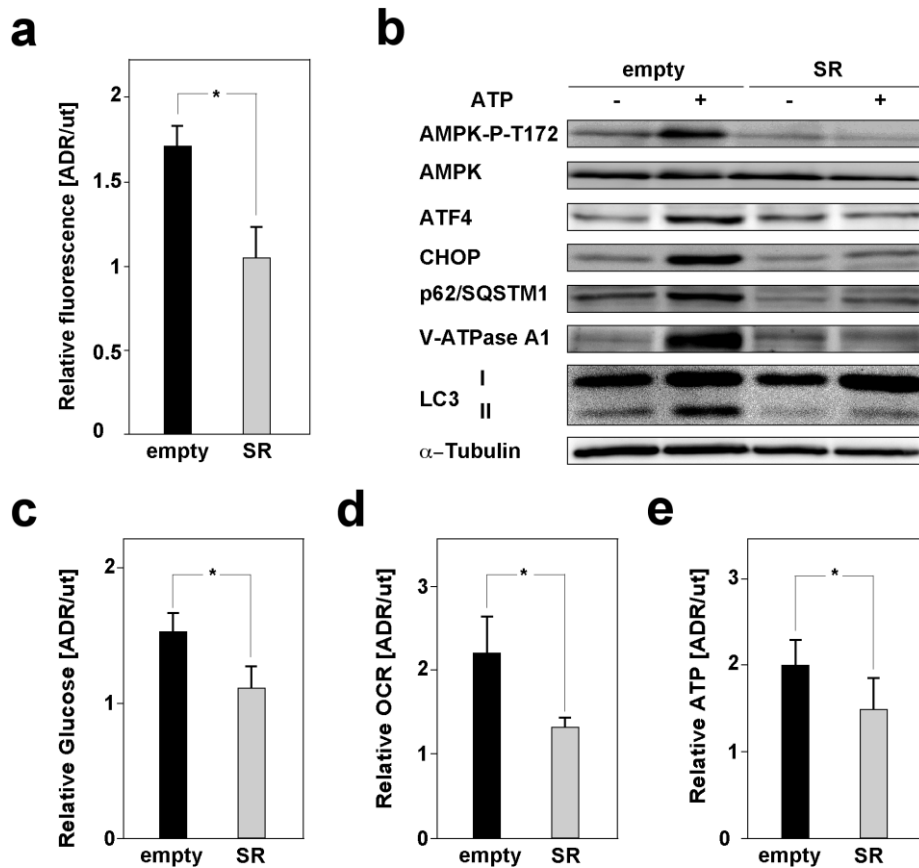 a
Relative fluorescence [ADR/ut]
2
1.5
1
0.5
0
*
empty SR
b
empty SR
ATP - + - +
AMPK-P-T172
AMPK
ATF4
CHOP
p62/SQSTM1
V-ATPase A1
LC3 I
II
α–Tubulin
c
Relative Glucose [ADR/ut]
2
1
0
*
empty SR
d
Relative OCR [ADR/ut]
3
2
1
0
*
empty SR
e
Relative ATP [ADR/ut]
3
2
1
0
*
empty SR